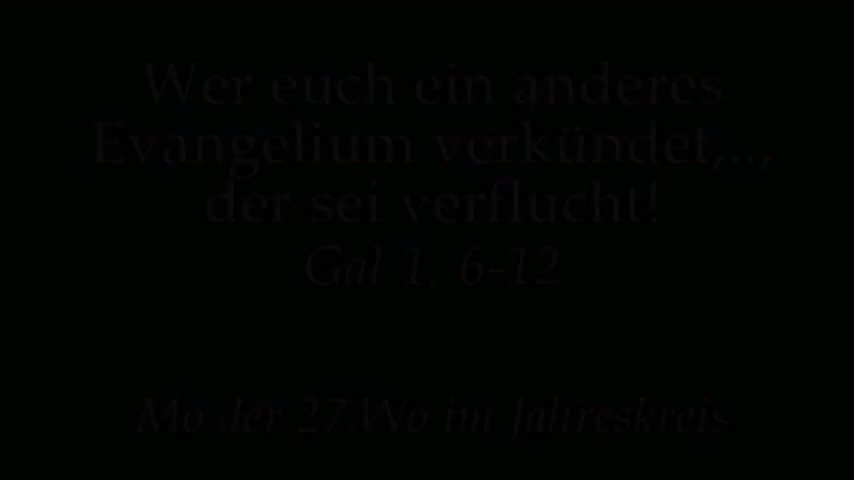 Wer euch ein anderes
Evangelium verkündet,..,
der sei verflucht!
Gal 1, 6-12
Mo der 27.Wo im Jahreskreis